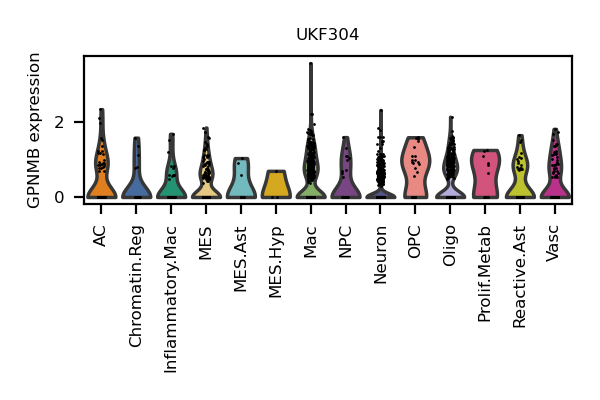 UKF304
GPNMB expression
2
0
AC
Chromatin.Reg
Inflammatory.Mac
MES
MES.Ast
MES.Hyp
Mac
NPC
Neuron
OPC
Oligo
Prolif.Metab
Reactive.Ast
Vasc